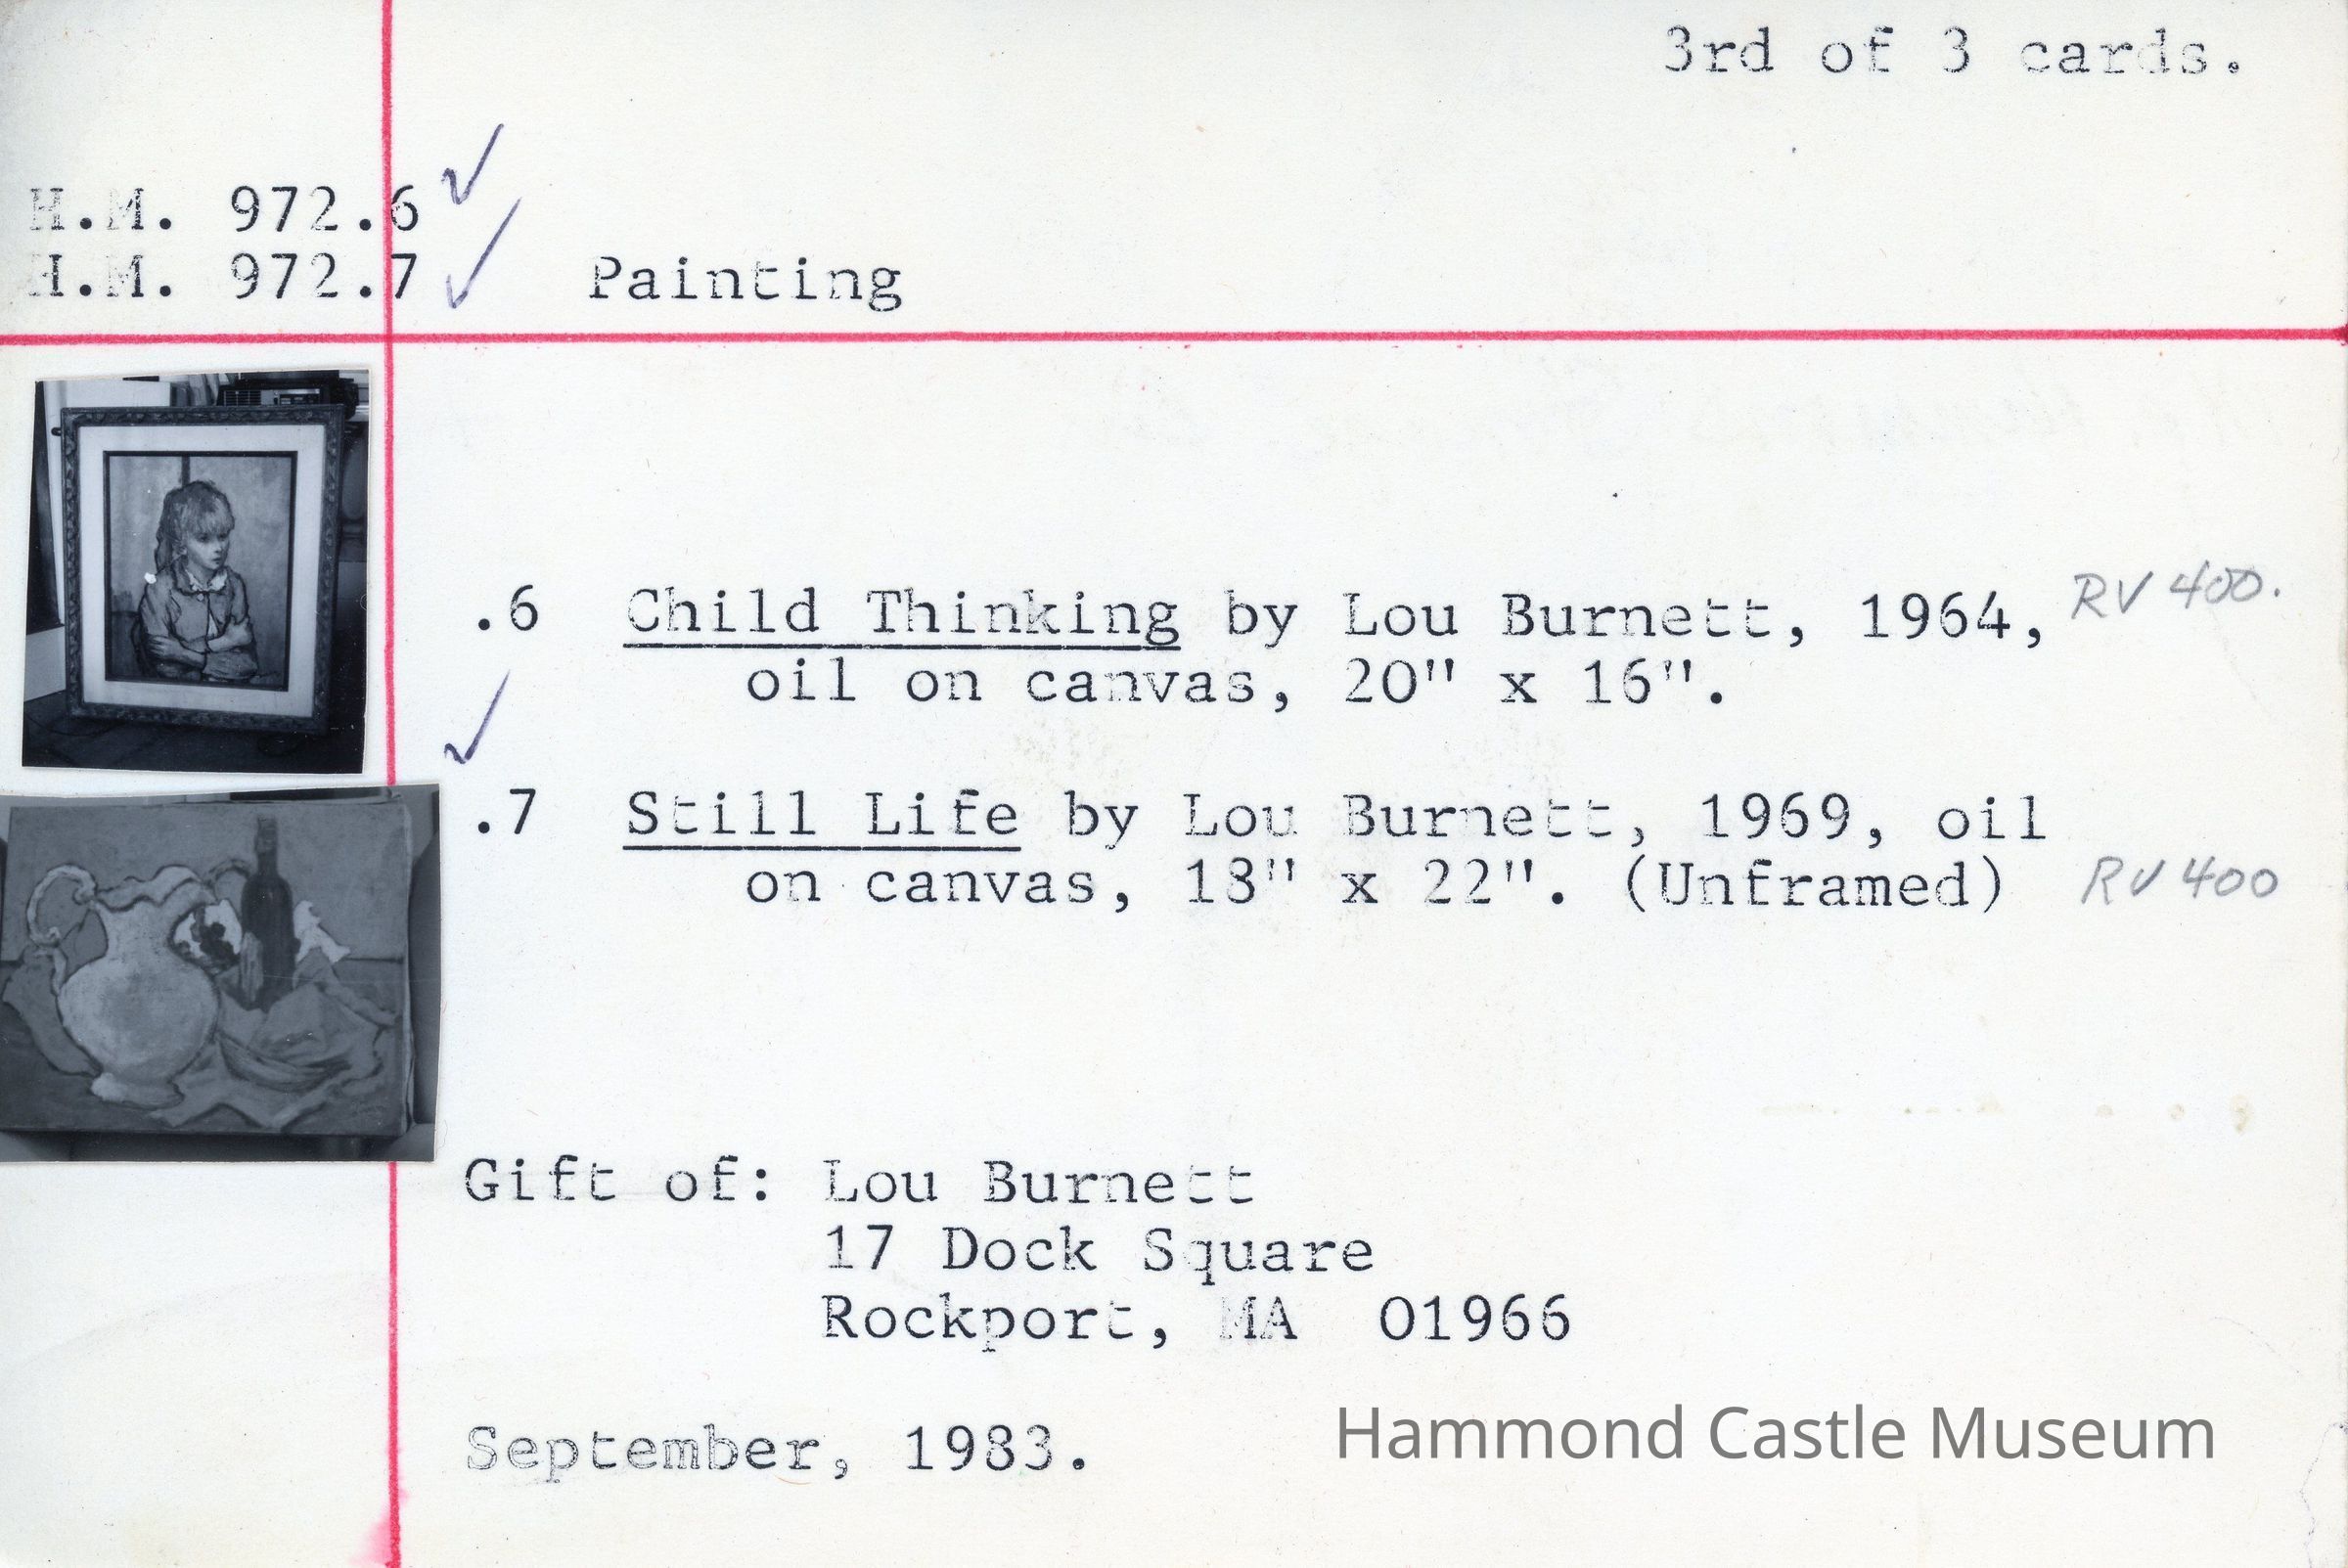 3rd of 3 cards.
H.M. 972.6
H.M. 972.7 Painting
.6 Child Thinking by Lou Burnett, 1964, RV 400.
oil on canvas, 20" x 16".
.7 Still Life by Lou Burnett, 1969, oil
on canvas, 18" x 22". (Unframed) RV 400
Gift of: Lou Burnett
17 Dock Square
Rockport, MA 01966
September, 1983.
Hammond Castle Museum